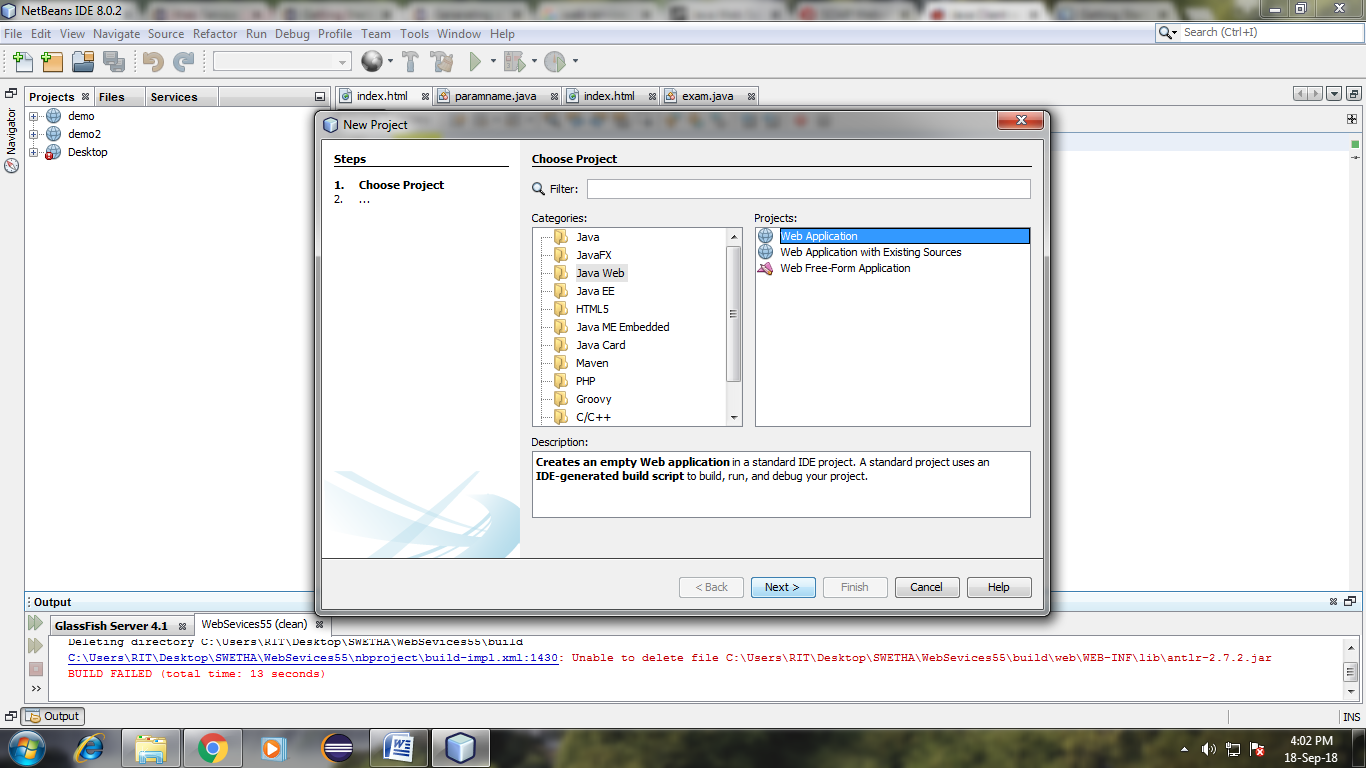 NetBeans IDE 8.0.2
File Edit View Navigate Source Refactor Run Debug Profile Team Tools Window Help
Search (Ctrl+I)
Projects Files Services
index.html paramname.java index.html exam.java
Navigator
demo
demo2
Desktop
New Project
Steps
1. Choose Project
2. ...
Choose Project
Filter:
Categories:
Java
JavaFX
Java Web
Java EE
HTML5
Java ME Embedded
Java Card
Maven
PHP
Groovy
C/C++
Projects:
Web Application
Web Application with Existing Sources
Web Free-Form Application
Description:
Creates an empty Web application in a standard IDE project. A standard project uses an
IDE-generated build script to build, run, and debug your project.
< Back Next > Finish Cancel Help
Output
GlassFish Server 4.1 WebSevices55 (clean)
Deleting directory C:\Users\RIT\Desktop\SWETHA\WebSevices55\build
C:\Users\RIT\Desktop\SWETHA\WebSevices55\nbproject\build-impl.xml:1430: Unable to delete file C:\Users\RIT\Desktop\SWETHA\WebSevices55\build\web\WEB-INF\lib\antlr-2.7.2.jar
BUILD FAILED (total time: 13 seconds)
Output
INS
4:02 PM
18-Sep-18